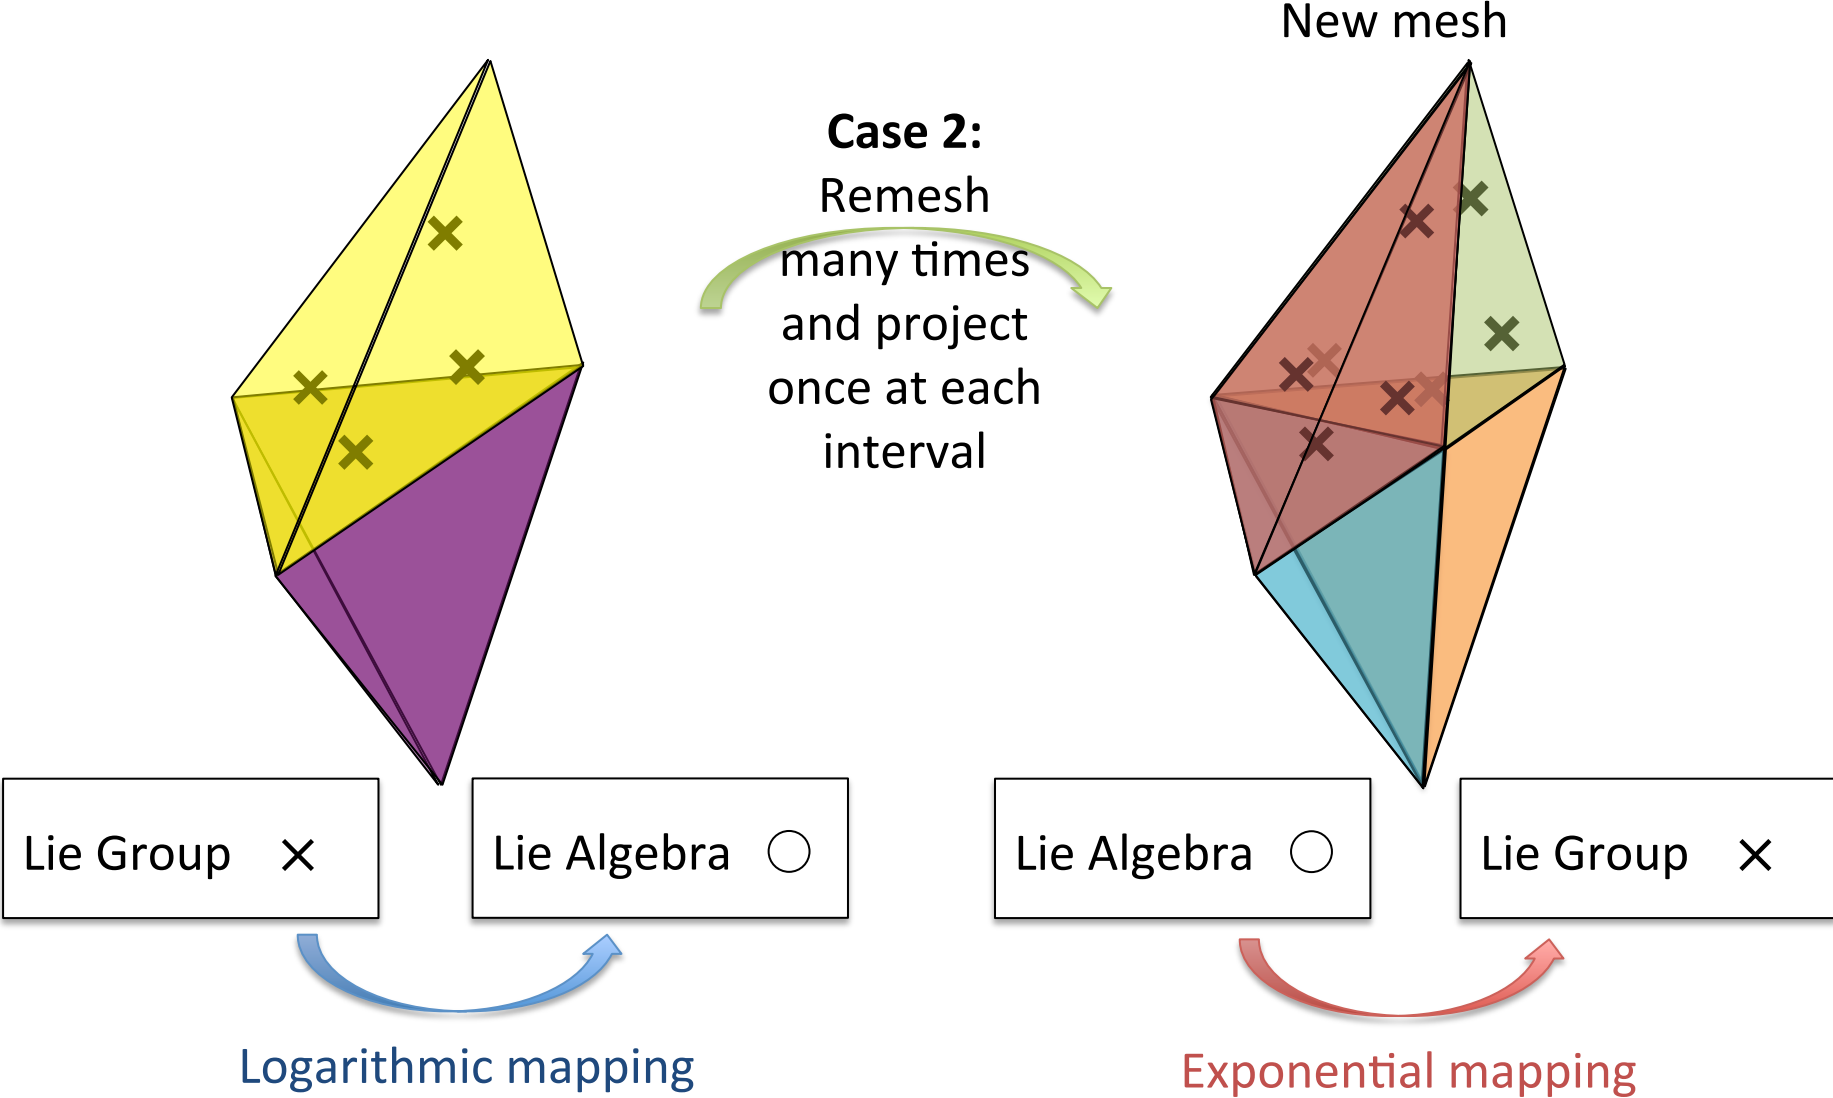 New mesh
Case 2:
Remesh
many times
and project
once at each
interval
Lie Group ×
Lie Algebra ○
Lie Algebra ○
Lie Group ×
Logarithmic mapping
Exponential mapping